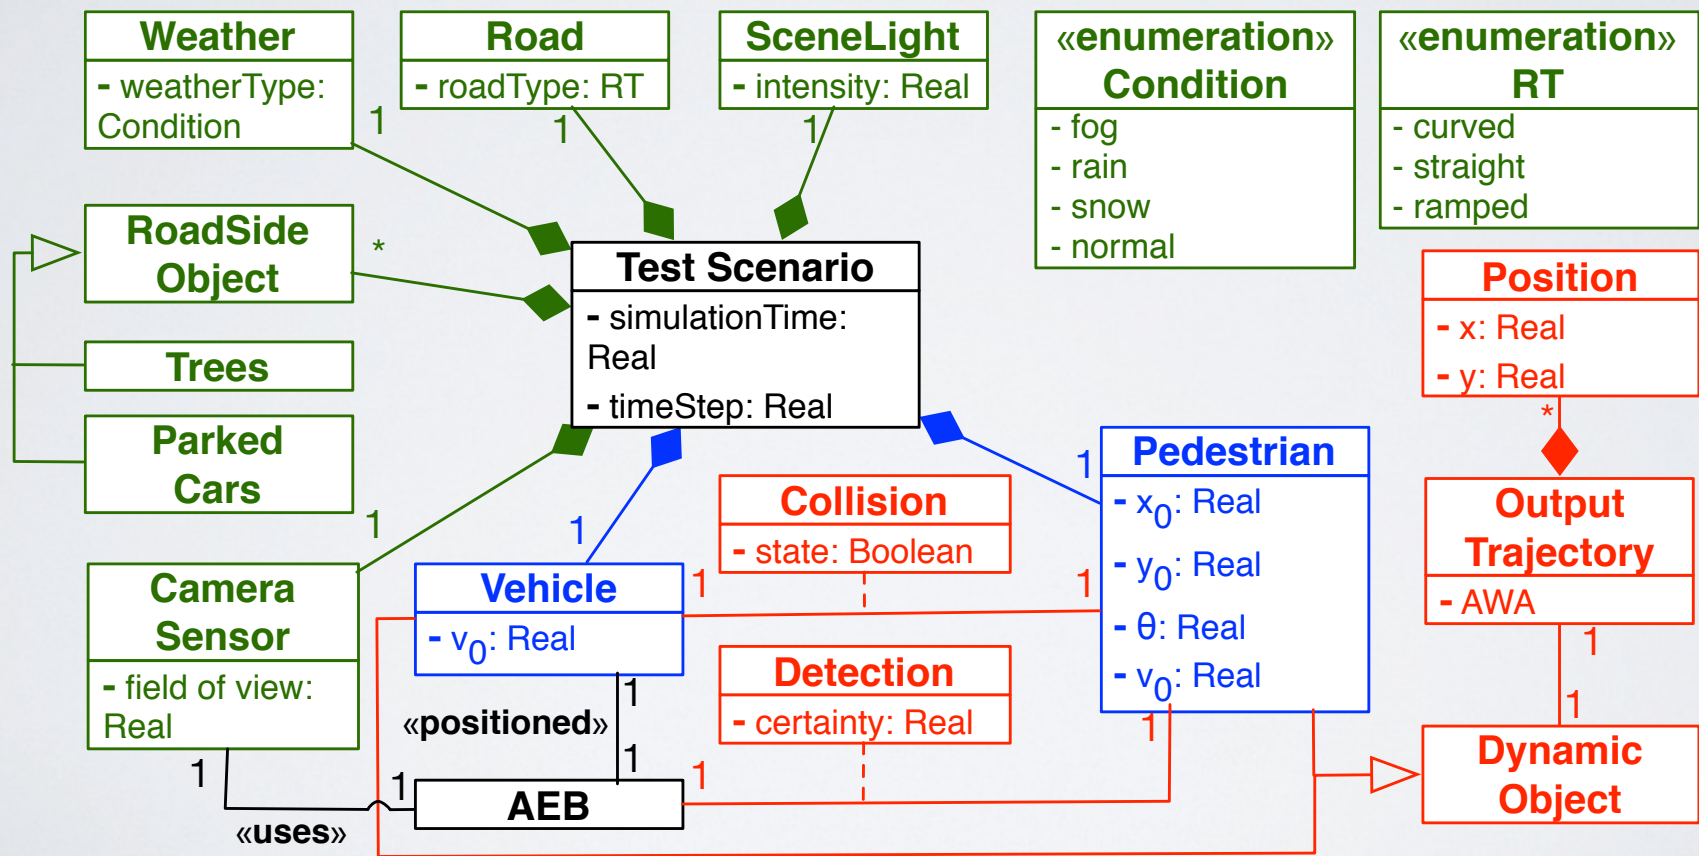 Weather
- weatherType:
Condition
1
Road
- roadType: RT
1
SceneLight
- intensity: Real
1
«enumeration»
Condition
- fog
- rain
- snow
- normal
«enumeration»
RT
- curved
- straight
- ramped
RoadSide
Object
*
Trees
Parked
Cars
Test Scenario
- simulationTime:
Real
- timeStep: Real
Position
- x: Real
- y: Real
*
Output
Trajectory
- AWA
1
1
Dynamic
Object
Pedestrian
- x0: Real
- y0: Real
- θ: Real
- v0: Real
1
1
1
Collision
- state: Boolean
Detection
- certainty: Real
Vehicle
- v0: Real
1
1
1
«positioned»
1
Camera
Sensor
- field of view:
Real
1
1
«uses»
1
AEB
1